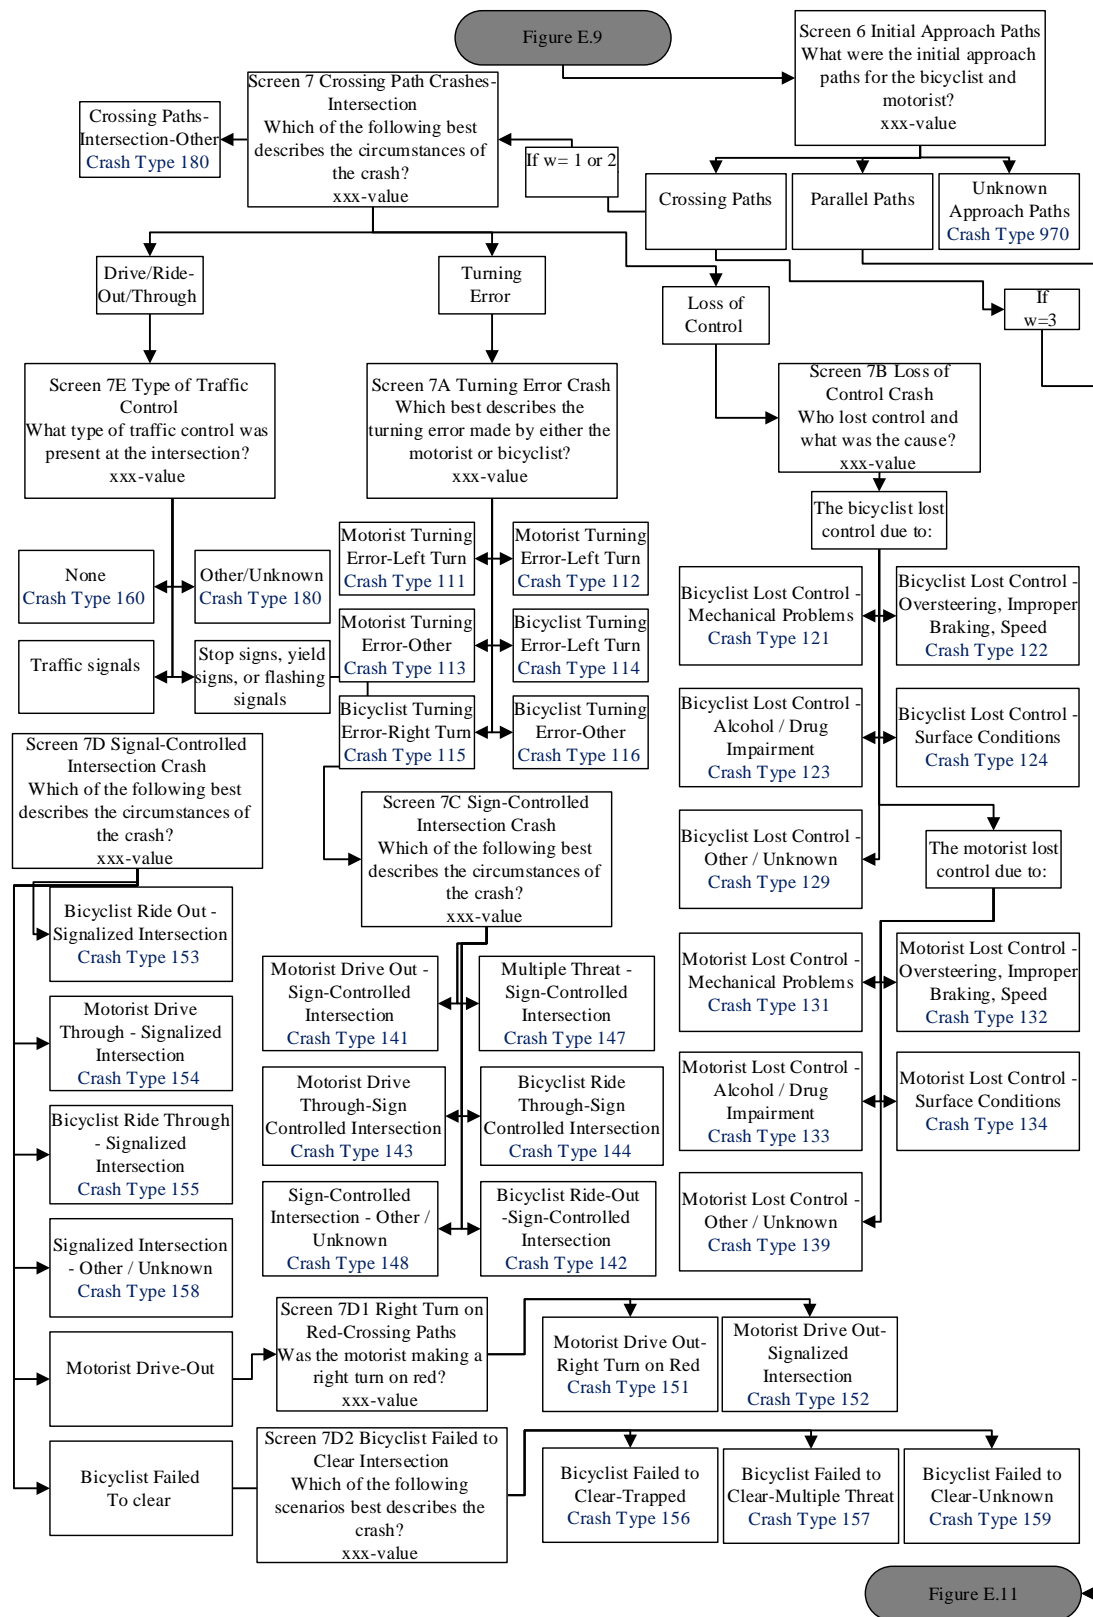 Figure E.9
Screen 6 Initial Approach Paths
What were the initial approach
paths for the bicyclist and
motorist?
xxx-value
Screen 7 Crossing Path Crashes-
Intersection
Which of the following best
describes the circumstances of
the crash?
xxx-value
Crossing Paths-
Intersection-Other
Crash Type 180
If w= 1 or 2
Crossing Paths
Parallel Paths
Unknown
Approach Paths
Crash Type 970
Drive/Ride-
Out/Through
Turning
Error
Loss of
Control
If
w=3
Screen 7E Type of Traffic
Control
What type of traffic control was
present at the intersection?
xxx-value
Screen 7A Turning Error Crash
Which best describes the
turning error made by either the
motorist or bicyclist?
xxx-value
Screen 7B Loss of
Control Crash
Who lost control and
what was the cause?
xxx-value
The bicyclist lost
control due to:
None
Crash Type 160
Other/Unknown
Crash Type 180
Traffic signals
Stop signs, yield
signs, or flashing
signals
Motorist Turning
Error-Left Turn
Crash Type 111
Motorist Turning
Error-Left Turn
Crash Type 112
Motorist Turning
Error-Other
Crash Type 113
Bicyclist Turning
Error-Left Turn
Crash Type 114
Bicyclist Turning
Error-Right Turn
Crash Type 115
Bicyclist Turning
Error-Other
Crash Type 116
Bicyclist Lost Control -
Mechanical Problems
Crash Type 121
Bicyclist Lost Control -
Oversteering, Improper
Braking, Speed
Crash Type 122
Bicyclist Lost Control -
Alcohol / Drug
Impairment
Crash Type 123
Bicyclist Lost Control -
Surface Conditions
Crash Type 124
Bicyclist Lost Control -
Other / Unknown
Crash Type 129
The motorist lost
control due to:
Motorist Lost Control -
Mechanical Problems
Crash Type 131
Motorist Lost Control -
Oversteering, Improper
Braking, Speed
Crash Type 132
Motorist Lost Control -
Alcohol / Drug
Impairment
Crash Type 133
Motorist Lost Control -
Surface Conditions
Crash Type 134
Motorist Lost Control -
Other / Unknown
Crash Type 139
Screen 7D Signal-Controlled
Intersection Crash
Which of the following best
describes the circumstances of
the crash?
xxx-value
Screen 7C Sign-Controlled
Intersection Crash
Which of the following best
describes the circumstances of
the crash?
xxx-value
Bicyclist Ride Out -
Signalized Intersection
Crash Type 153
Motorist Drive
Through - Signalized
Intersection
Crash Type 154
Bicyclist Ride Through
- Signalized
Intersection
Crash Type 155
Signalized Intersection
- Other / Unknown
Crash Type 158
Motorist Drive-Out
Bicyclist Failed
To clear
Motorist Drive Out -
Sign-Controlled
Intersection
Crash Type 141
Multiple Threat -
Sign-Controlled
Intersection
Crash Type 147
Motorist Drive
Through-Sign
Controlled Intersection
Crash Type 143
Bicyclist Ride
Through-Sign
Controlled Intersection
Crash Type 144
Sign-Controlled
Intersection - Other /
Unknown
Crash Type 148
Bicyclist Ride-Out
-Sign-Controlled
Intersection
Crash Type 142
Screen 7D1 Right Turn on
Red-Crossing Paths
Was the motorist making a
right turn on red?
xxx-value
Motorist Drive Out-
Right Turn on Red
Crash Type 151
Motorist Drive Out-
Signalized
Intersection
Crash Type 152
Screen 7D2 Bicyclist Failed to
Clear Intersection
Which of the following
scenarios best describes the
crash?
xxx-value
Bicyclist Failed to
Clear-Trapped
Crash Type 156
Bicyclist Failed to
Clear-Multiple Threat
Crash Type 157
Bicyclist Failed to
Clear-Unknown
Crash Type 159
Figure E.11